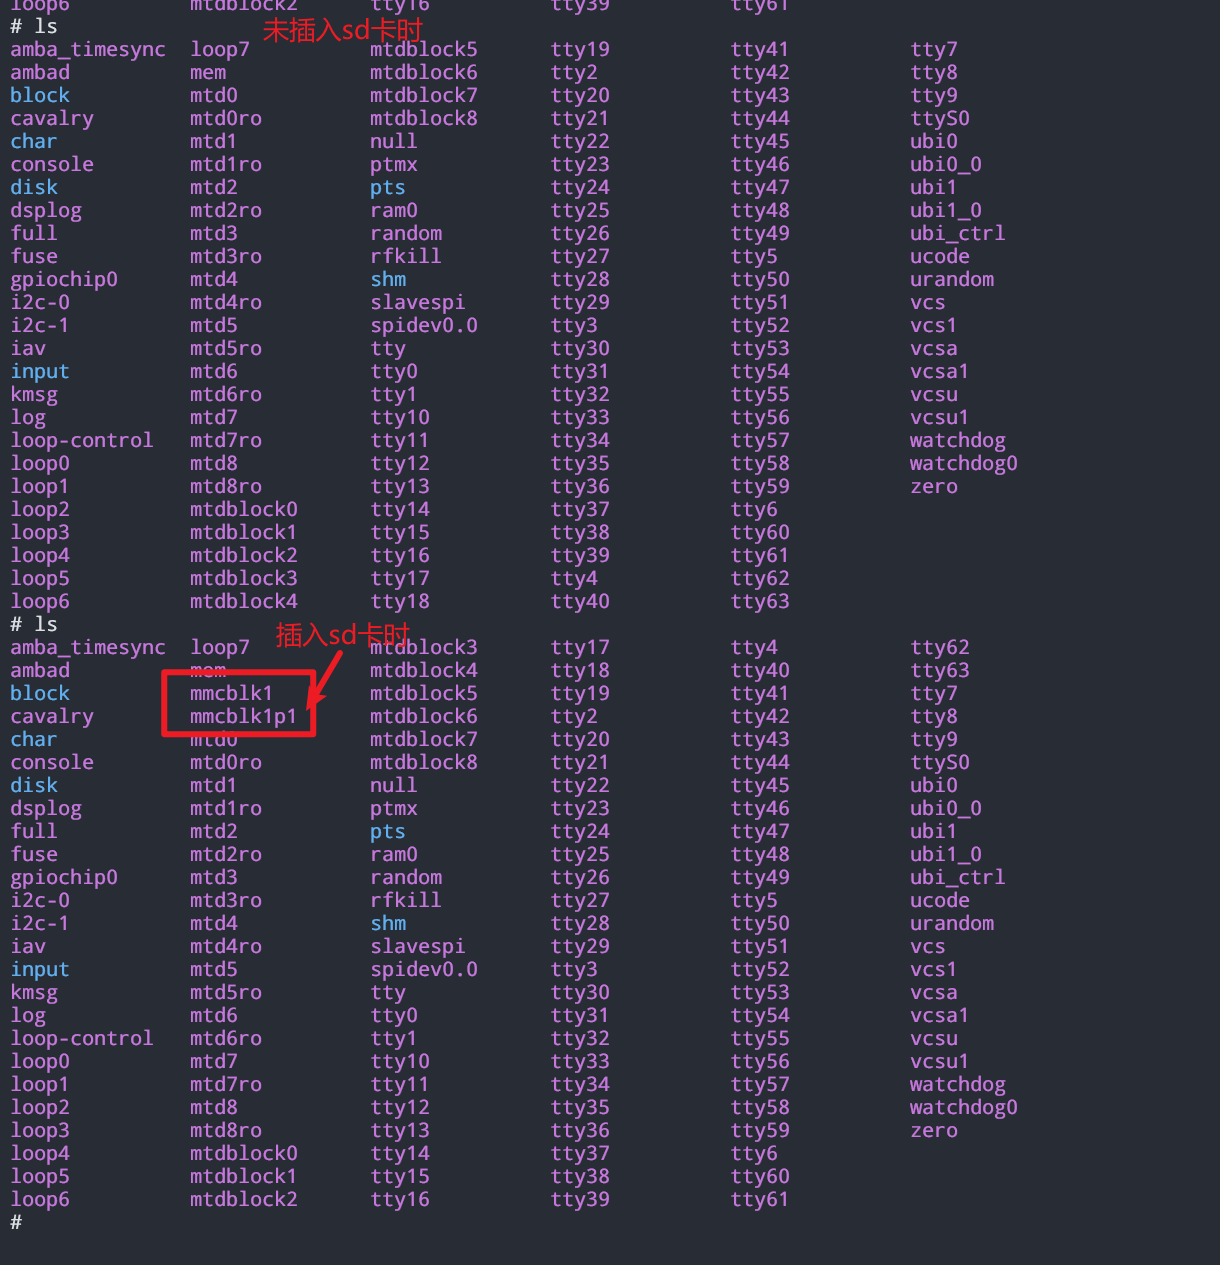 loop6 mtdblock2 tty16 tty39 tty61
# ls
未插入sd卡时
amba_timesync loop7 mtdblock5 tty19 tty41 tty7
ambad mem mtdblock6 tty2 tty42 tty8
block mtd0 mtdblock7 tty20 tty43 tty9
cavalry mtd0ro mtdblock8 tty21 tty44 ttyS0
char mtd1 null tty22 tty45 ubi0
console mtd1ro ptmx tty23 tty46 ubi0_0
disk mtd2 pts tty24 tty47 ubi1
dsplog mtd2ro ram0 tty25 tty48 ubi1_0
full mtd3 random tty26 tty49 ubi_ctrl
fuse mtd3ro rfkill tty27 tty5 ucode
gpiochip0 mtd4 shm tty28 tty50 urandom
i2c-0 mtd4ro slavespi tty29 tty51 vcs
i2c-1 mtd5 spidev0.0 tty3 tty52 vcs1
iav mtd5ro tty tty30 tty53 vcsa
input mtd6 tty0 tty31 tty54 vcsa1
kmsg mtd6ro tty1 tty32 tty55 vcsu
log mtd7 tty10 tty33 tty56 vcsu1
loop-control mtd7ro tty11 tty34 tty57 watchdog
loop0 mtd8 tty12 tty35 tty58 watchdog0
loop1 mtd8ro tty13 tty36 tty59 zero
loop2 mtdblock0 tty14 tty37 tty6
loop3 mtdblock1 tty15 tty38 tty60
loop4 mtdblock2 tty16 tty39 tty61
loop5 mtdblock3 tty17 tty4 tty62
loop6 mtdblock4 tty18 tty40 tty63
# ls
插入sd卡时
amba_timesync loop7 mtdblock3 tty17 tty4 tty62
ambad mem mtdblock4 tty18 tty40 tty63
block mmcblk1 mtdblock5 tty19 tty41 tty7
cavalry mmcblk1p1 mtdblock6 tty2 tty42 tty8
char mtd0 mtdblock7 tty20 tty43 tty9
console mtd0ro mtdblock8 tty21 tty44 ttyS0
disk mtd1 null tty22 tty45 ubi0
dsplog mtd1ro ptmx tty23 tty46 ubi0_0
full mtd2 pts tty24 tty47 ubi1
fuse mtd2ro ram0 tty25 tty48 ubi1_0
gpiochip0 mtd3 random tty26 tty49 ubi_ctrl
i2c-0 mtd3ro rfkill tty27 tty5 ucode
i2c-1 mtd4 shm tty28 tty50 urandom
iav mtd4ro slavespi tty29 tty51 vcs
input mtd5 spidev0.0 tty3 tty52 vcs1
kmsg mtd5ro tty tty30 tty53 vcsa
log mtd6 tty0 tty31 tty54 vcsa1
loop-control mtd6ro tty1 tty32 tty55 vcsu
loop0 mtd7 tty10 tty33 tty56 vcsu1
loop1 mtd7ro tty11 tty34 tty57 watchdog
loop2 mtd8 tty12 tty35 tty58 watchdog0
loop3 mtd8ro tty13 tty36 tty59 zero
loop4 mtdblock0 tty14 tty37 tty6
loop5 mtdblock1 tty15 tty38 tty60
loop6 mtdblock2 tty16 tty39 tty61
#